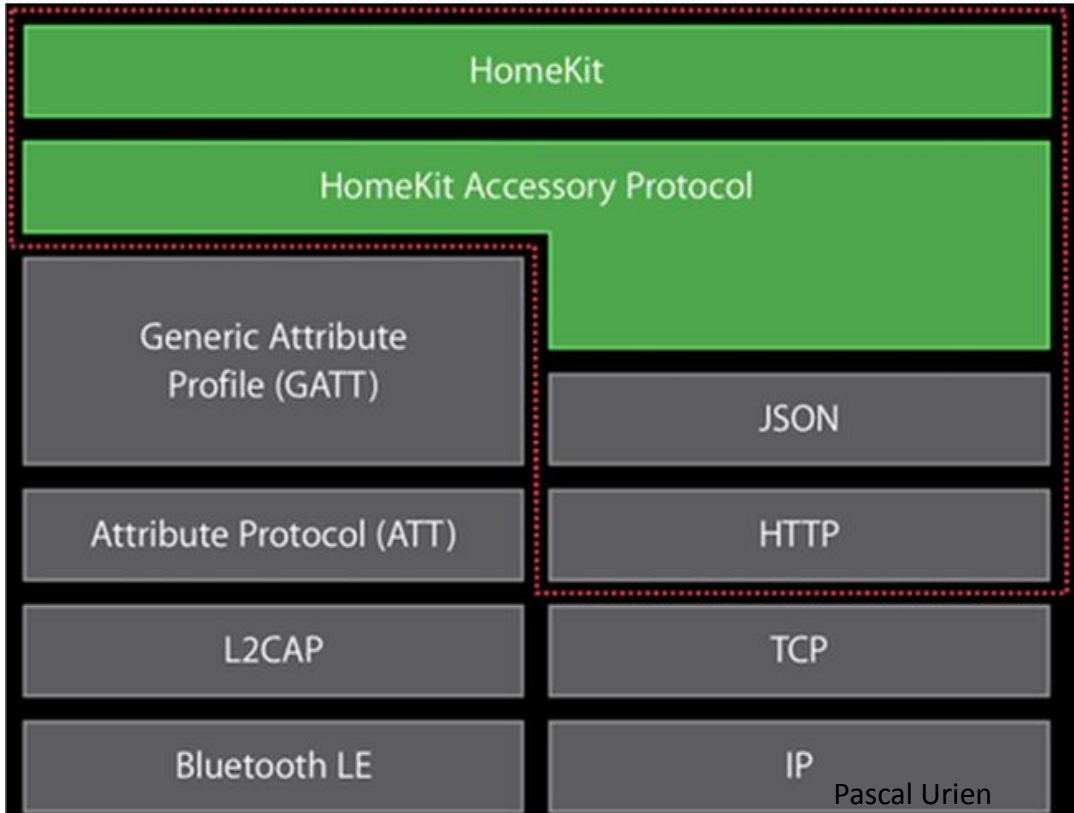 HomeKit
HomeKit Accessory Protocol
Generic Attribute
Profile (GATT)
JSON
Attribute Protocol (ATT)
HTTP
L2CAP
TCP
Bluetooth LE
IP
Pascal Urien